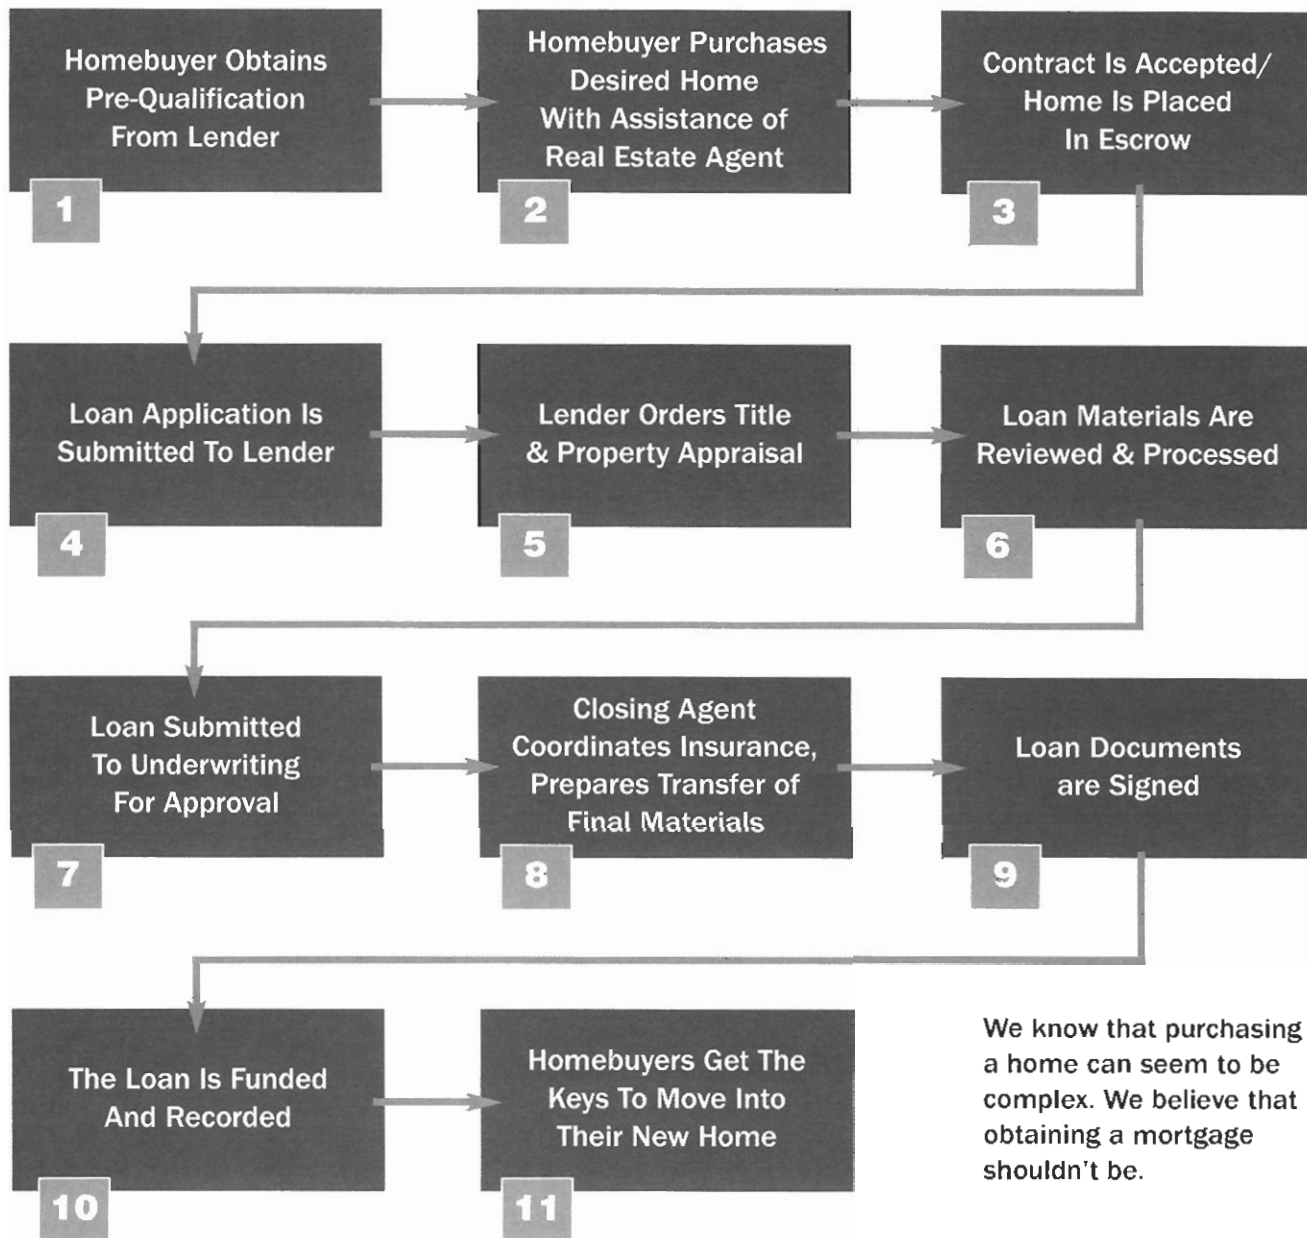 Homebuyer Obtains
Pre-Qualification
From Lender
1
Homebuyer Purchases
Desired Home
With Assistance of
Real Estate Agent
2
Contract Is Accepted/
Home Is Placed
In Escrow
3
Loan Application Is
Submitted To Lender
4
Lender Orders Title
& Property Appraisal
5
Loan Materials Are
Reviewed & Processed
6
Loan Submitted
To Underwriting
For Approval
7
Closing Agent
Coordinates Insurance,
Prepares Transfer of
Final Materials
8
Loan Documents
are Signed
9
The Loan Is Funded
And Recorded
10
Homebuyers Get The
Keys To Move Into
Their New Home
11
We know that purchasing
a home can seem to be
complex. We believe that
obtaining a mortgage
shouldn't be.